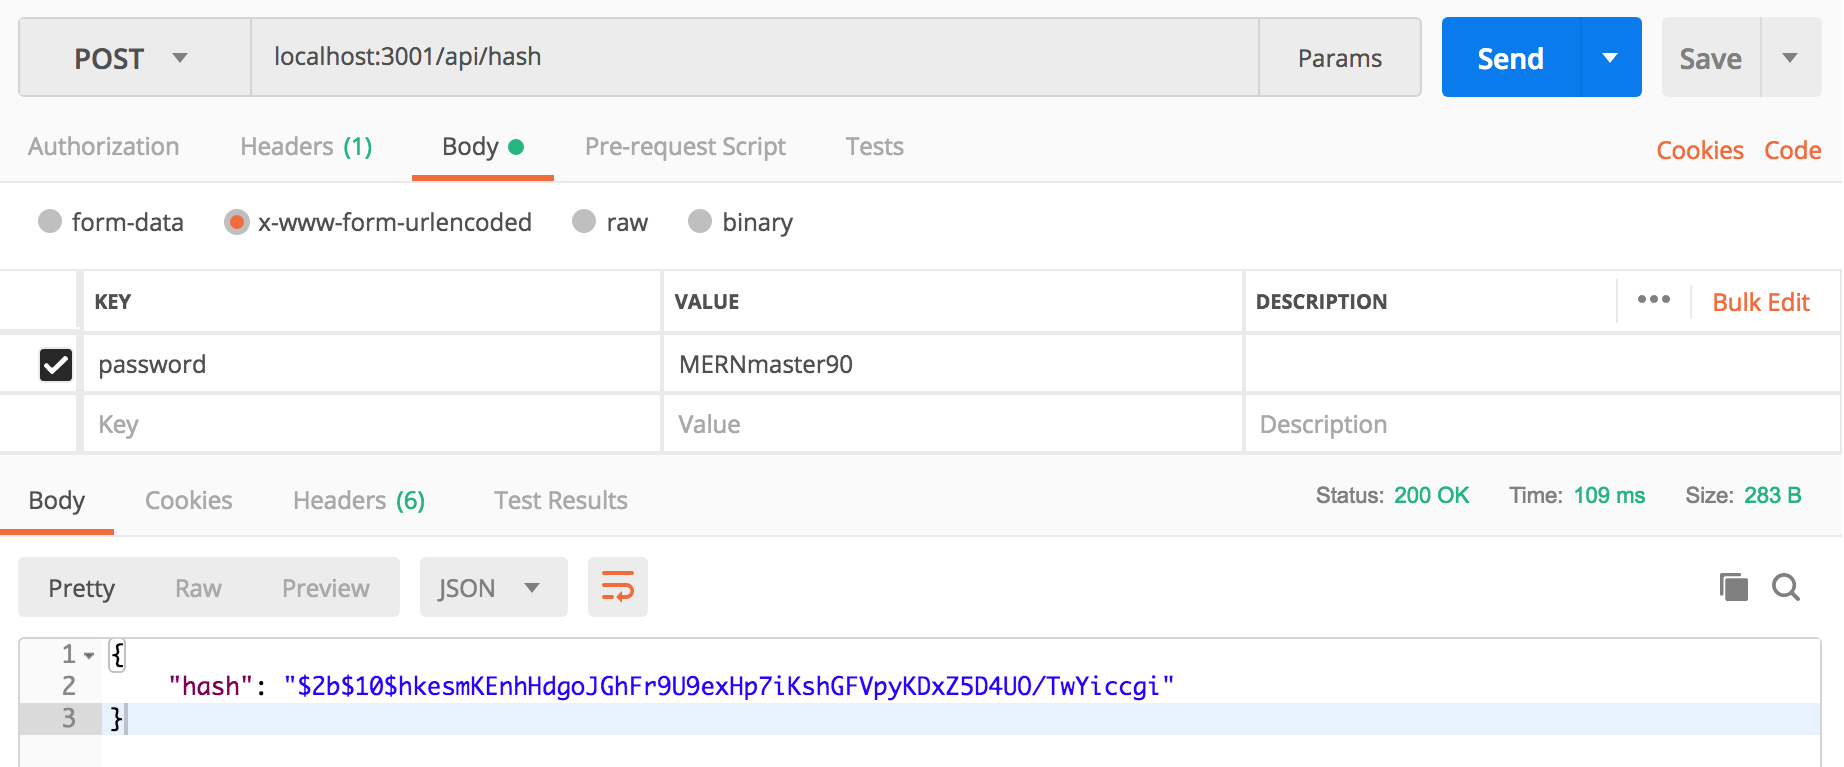 POST localhost:3001/api/hash Params Send Save
Authorization Headers (1) Body Pre-request Script Tests Cookies Code
form-data x-www-form-urlencoded raw binary
KEY VALUE DESCRIPTION ••• Bulk Edit
password MERNmaster90
Key Value Description
Body Cookies Headers (6) Test Results Status: 200 OK Time: 109 ms Size: 283 B
Pretty Raw Preview JSON
1 {
2 "hash": "$2b$10$hkesmKEnhHdgoJGhFr9U9exHp7iKshGFVpyKDxZ5D4UO/TwYiccgi"
3 }